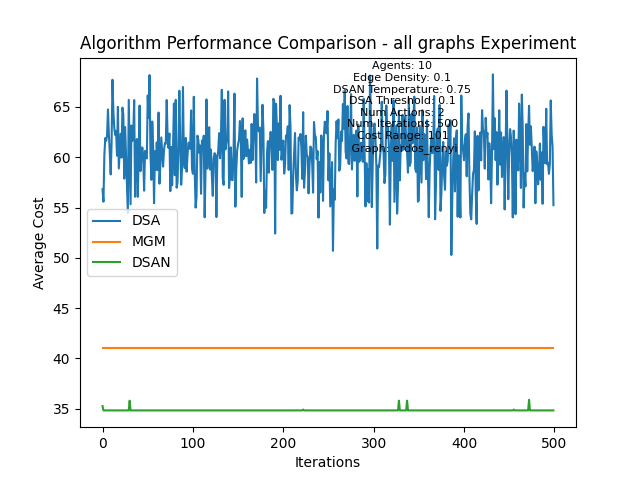 Algorithm Performance Comparison - all graphs Experiment
Agents: 10
Edge Density: 0.1
DSAN Temperature: 0.75
DSA Threshold: 0.1
Num Actions: 2
Num Iterations: 500
Cost Range: 101
Graph: erdos_renyi
65
60
55
50
45
40
35
Average Cost
DSA
MGM
DSAN
0
100
200
300
400
500
Iterations